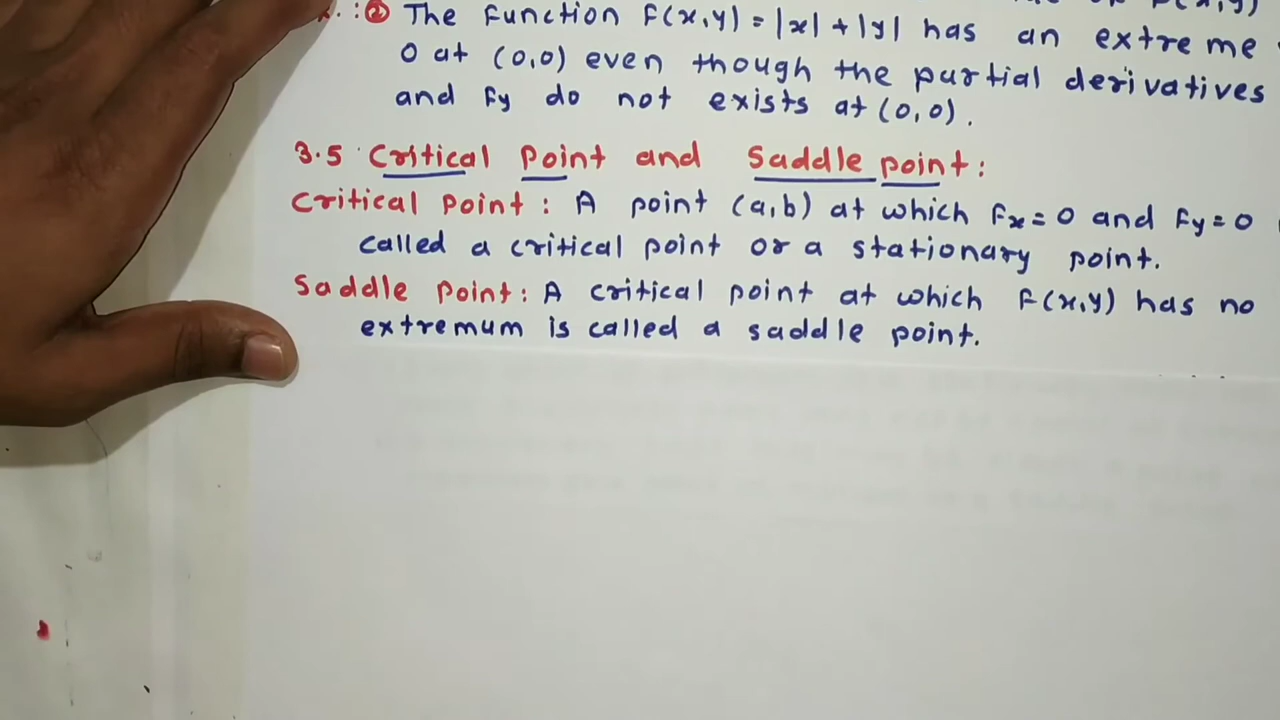 : ② The function f(x,y) = |x| + |y| has an extreme
0 at (0,0) even though the partial derivatives
and fy do not exists at (0,0).
3.5 Critical Point and Saddle point:
Critical Point: A point (a,b) at which fx = 0 and fy = 0
called a critical point or a stationary point.
Saddle Point: A critical point at which f(x,y) has no
extremum is called a saddle point.